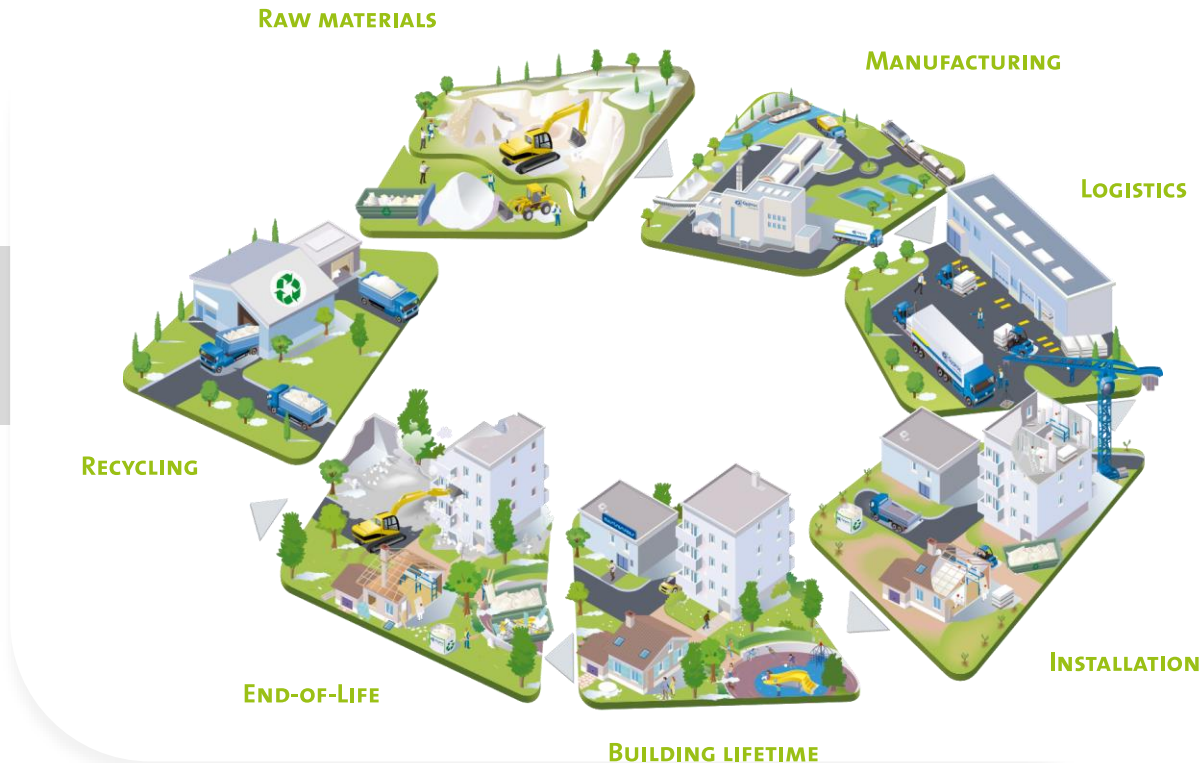 RAW MATERIALS
MANUFACTURING
LOGISTICS
RECYCLING
INSTALLATION
END-OF-LIFE
BUILDING LIFETIME